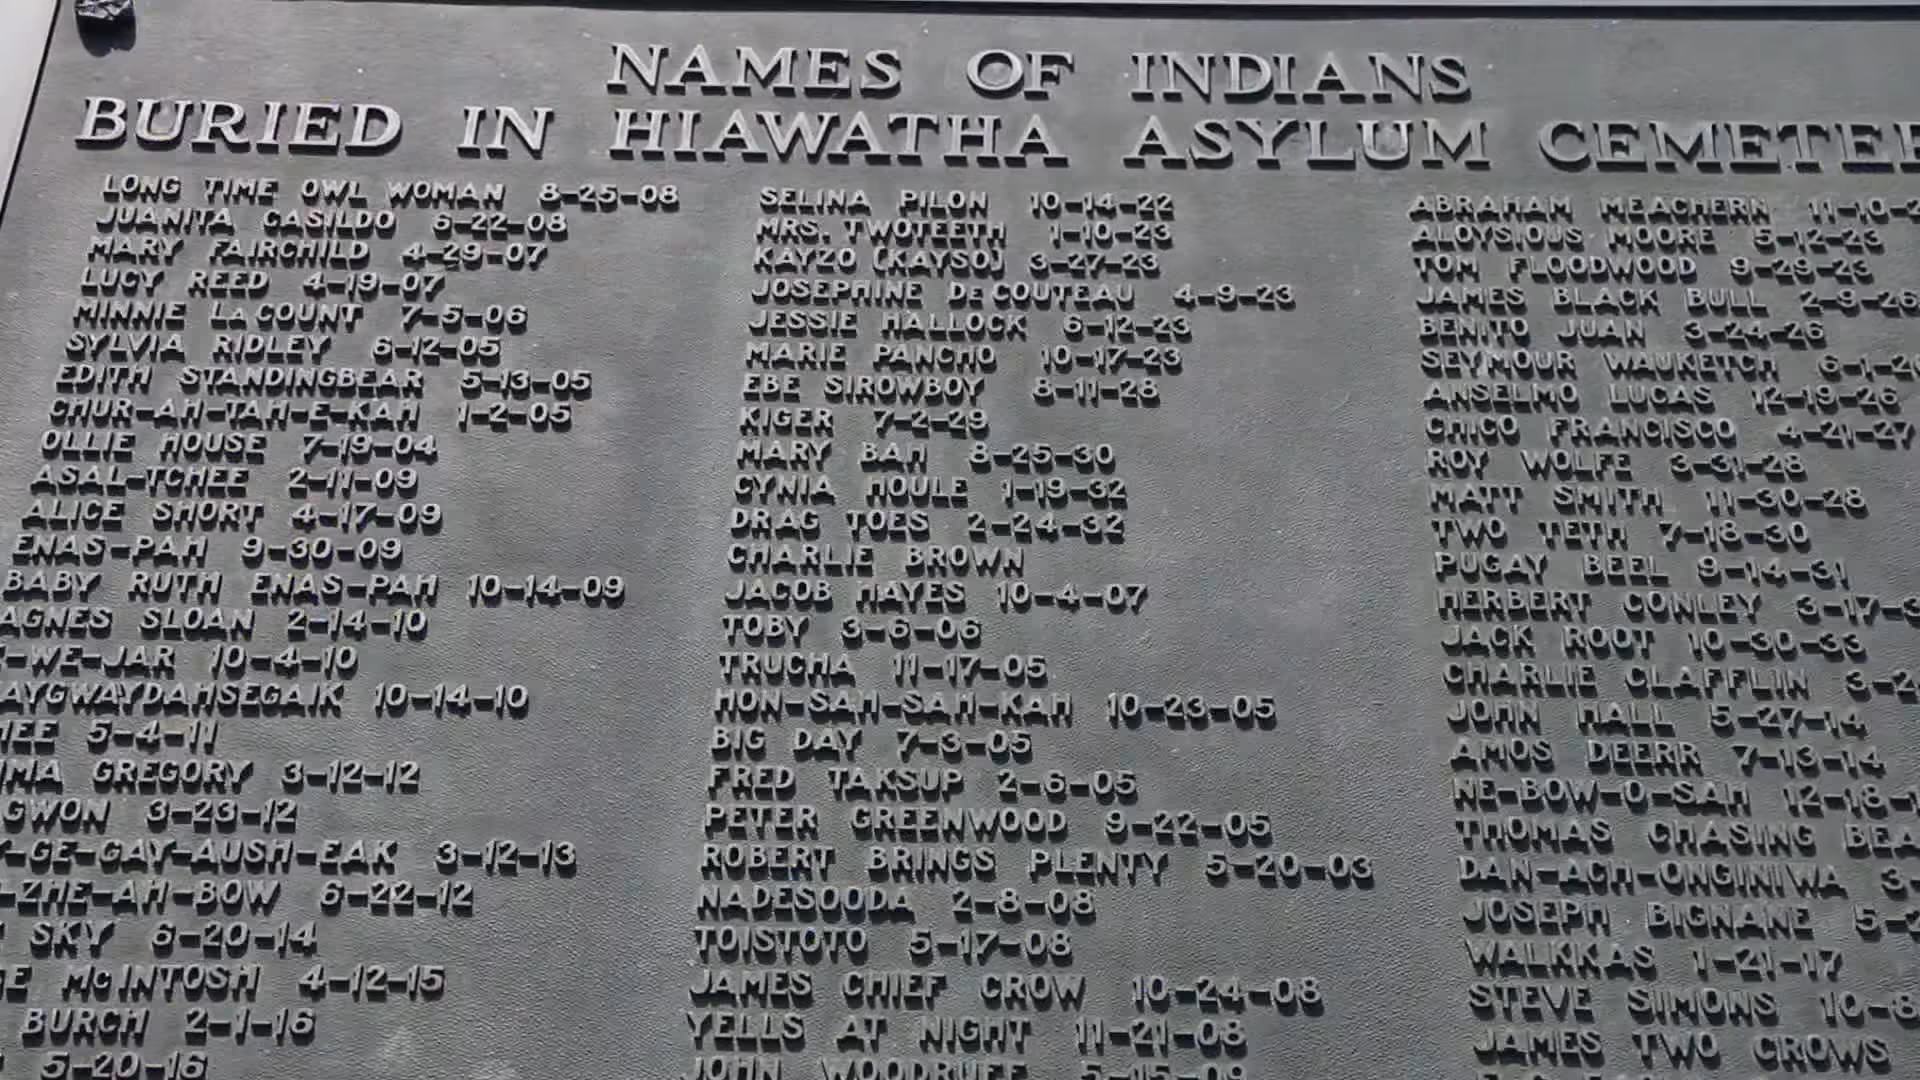 NAMES OF INDIANS
BURIED IN HIAWATHA ASYLUM
LONG TIME OWL WOMAN 8-25-08
JUANITA CASILDO 6-22-08
MARY FAIRCHILD 4-29-07
LUCY REED 4-19-07
MINNIE LaCOUNT 7-5-06
SYLVIA RIDLEY 6-12-05
EDITH STANDINGBEAR 5-13-05
CHUR-AH-TAH-E-KAH 1-2-05
OLLIE HOUSE 7-19-04
ASAL-TCHEE 2-11-09
ALICE SHORT 4-17-09
ENAS-PAH 9-30-09
BABY RUTH ENAS-PAH 10-14-09
AGNES SLOAN 2-14-10
-WE-JAR 10-4-10
AYGWAYDAHSEGAIK 10-14-10
HEE 5-4-11
MA GREGORY 3-12-12
GWON 3-23-12
-GE-GAY-AUSH-EAK 3-12-13
-ZHE-AH-BOW 6-22-12
SKY 6-20-14
E McINTOSH 4-12-15
BURCH 2-1-16
5-20-16
SELINA PILON 10-14-22
MRS. TWOTEETH 1-10-23
KAYZO (KAYSO) 3-27-23
JOSEPHINE DeCOUTEAU 4-9-23
JESSIE HALLOCK 6-12-23
MARIE PANCHO 10-17-23
EBE SIROWBOY 8-11-28
KIGER 7-2-29
MARY BAH 8-25-30
CYNIA HOULE 1-19-32
DRAG TOES 2-24-32
CHARLIE BROWN
JACOB HAYES 10-4-07
TOBY 3-6-06
TRUCHA 11-17-05
HON-SAH-SAH-KAH 10-23-05
BIG DAY 7-3-05
FRED TAKSUP 2-6-05
PETER GREENWOOD 9-22-05
ROBERT BRINGS PLENTY 5-20-03
NADESOODA 2-8-08
TOISTOTO 5-17-08
JAMES CHIEF CROW 10-24-08
YELLS AT NIGHT 11-21-08
JOHN WOODRUFF 5-15-09
ABRAHAM MEACHERN 11-10-2
ALOYSIOUS MOORE 5-12-23
TOM FLOODWOOD 9-29-23
JAMES BLACK BULL 2-9-26
BENITO JUAN 3-24-26
SEYMOUR WAUKETCH 6-1-2
ANSELMO LUCAS 12-19-26
CHICO FRANCISCO 4-21-27
ROY WOLFE 3-31-28
MATT SMITH 11-30-28
TWO TETH 7-18-30
PUGAY BEEL 9-14-31
HERBERT CONLEY 3-17-3
JACK ROOT 10-30-33
CHARLIE CLAFFLIN 3-2
JOHN HALL 5-27-14
AMOS DEERR 7-13-14
NE-BOW-O-SAH 12-18-1
THOMAS CHASING BEA
DAN-ACH-ONGINIWA 3-
JOSEPH BIGNANE 5-2
WALKKAS 1-21-17
STEVE SIMONS 10-8
JAMES TWO CROWS